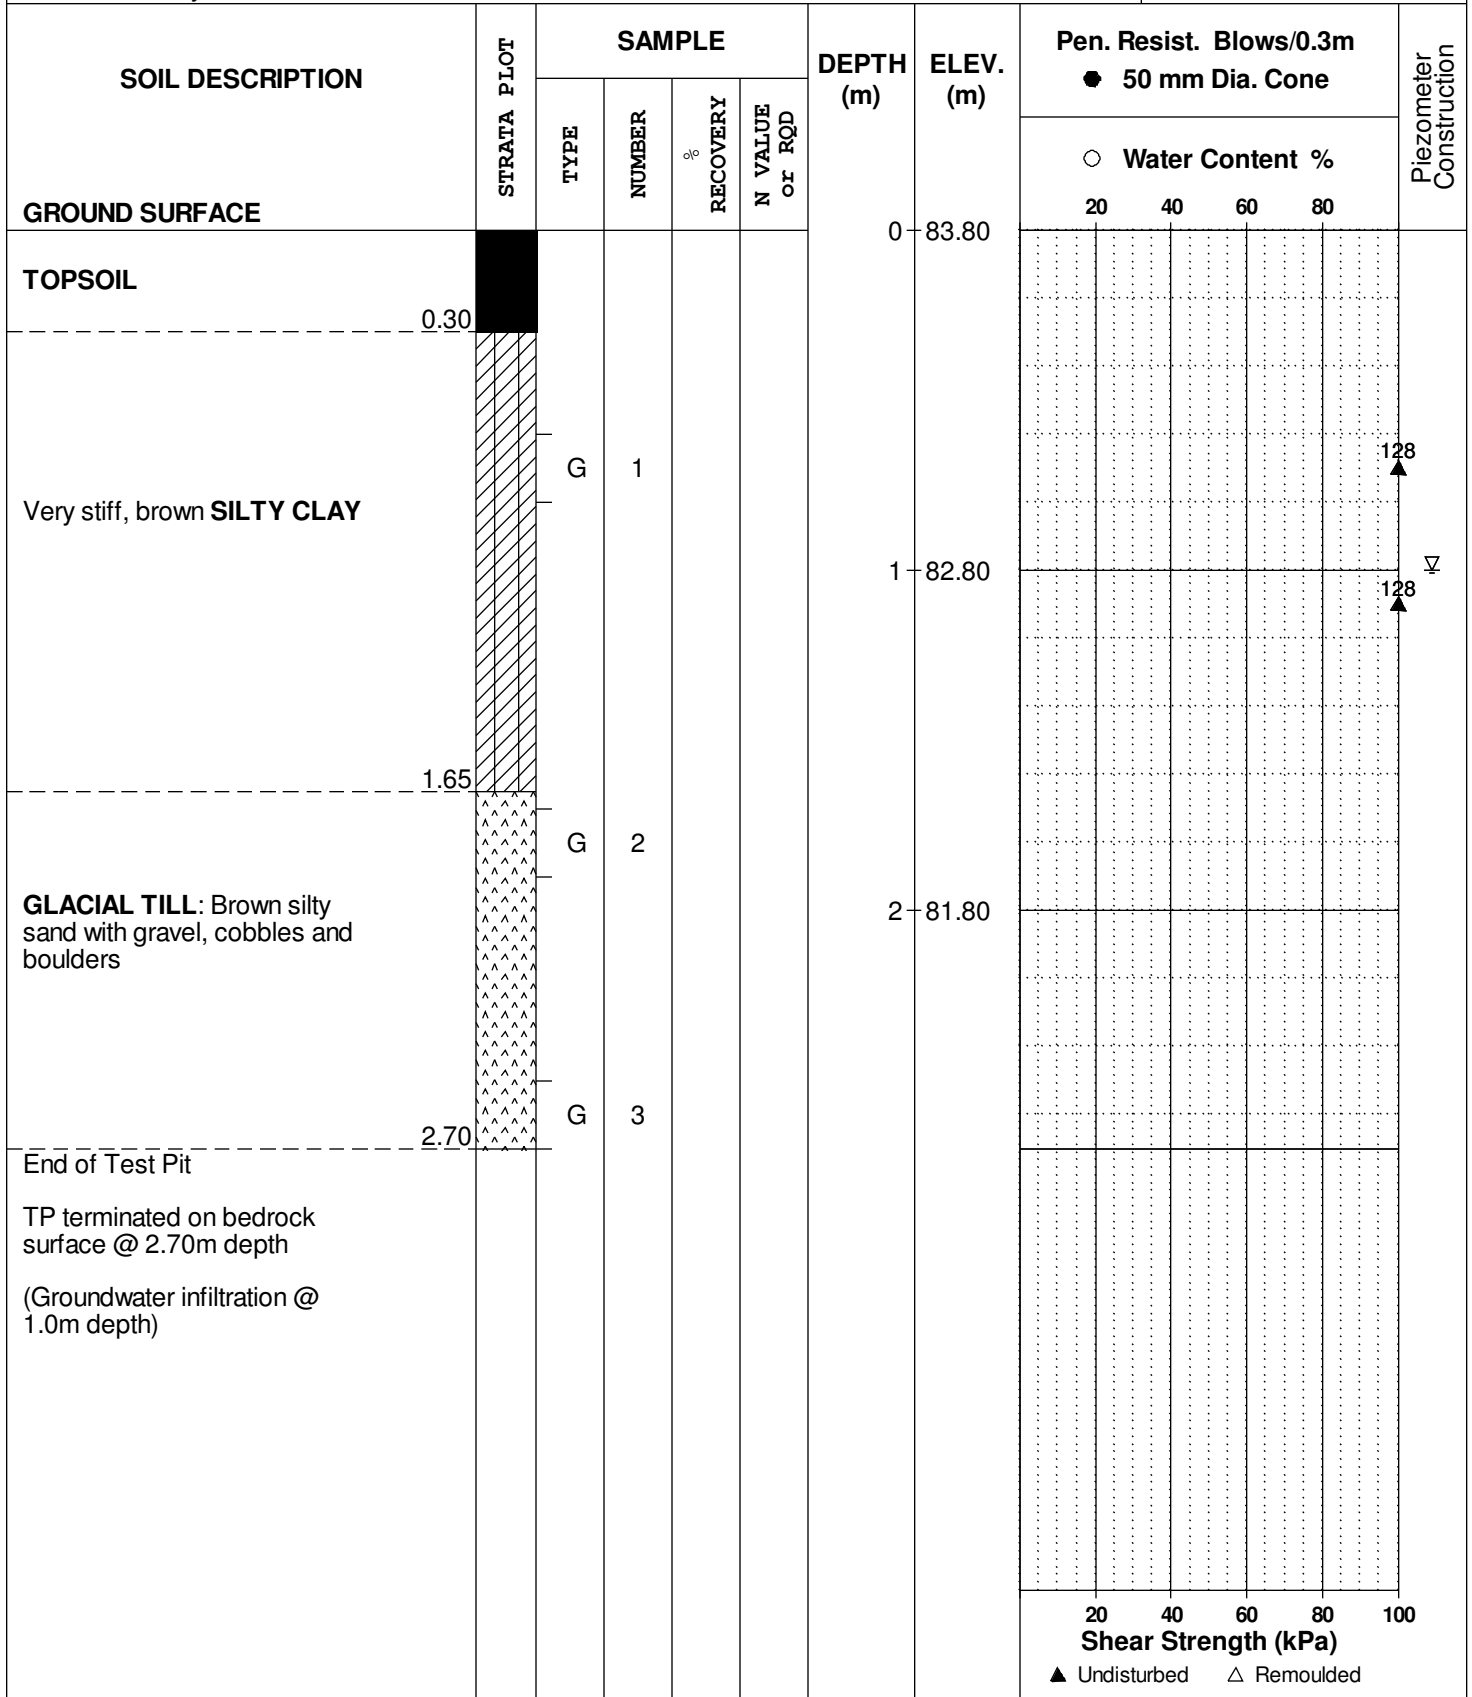 SOIL DESCRIPTION
GROUND SURFACE
STRATA PLOT
SAMPLE
TYPE
NUMBER
%
RECOVERY
N VALUE
or RQD
DEPTH
(m)
ELEV.
(m)
Pen. Resist. Blows/0.3m
● 50 mm Dia. Cone
○ Water Content %
20 40 60 80
Piezometer
Construction
0 83.80
TOPSOIL
0.30
G 1
128
Very stiff, brown SILTY CLAY
1 82.80
128
1.65
G 2
GLACIAL TILL: Brown silty
sand with gravel, cobbles and
boulders
2 81.80
G 3
2.70
End of Test Pit
TP terminated on bedrock
surface @ 2.70m depth
(Groundwater infiltration @
1.0m depth)
20 40 60 80 100
Shear Strength (kPa)
▲ Undisturbed △ Remoulded